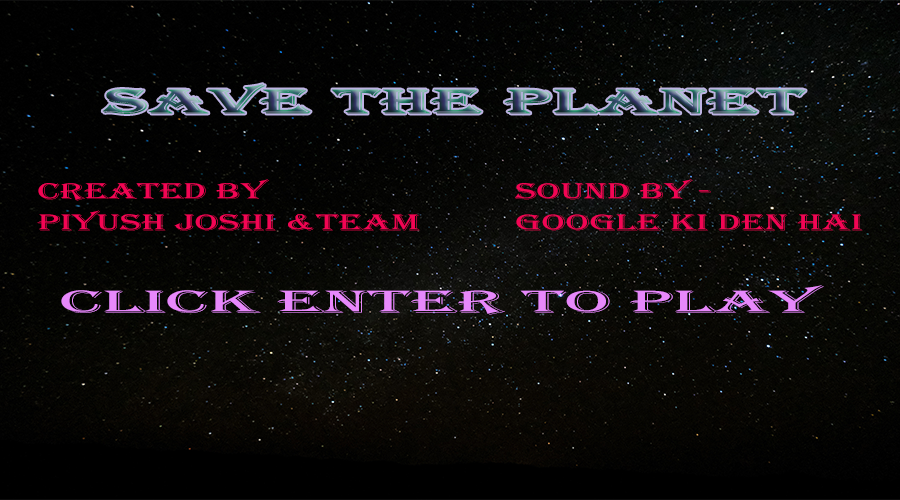 SAVE THE PLANET
CREATED BY
PIYUSH JOSHI &TEAM
SOUND BY -
GOOGLE KI DEN HAI
CLICK ENTER TO PLAY